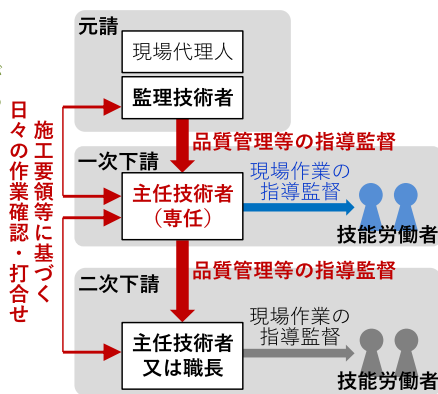 元請
現場代理人
監理技術者
品質管理等の指導監督
一次下請
主任技術者
（専任）
現場作業の
指導監督
技能労働者
品質管理等の指導監督
二次下請
主任技術者
又は職長
現場作業の
指導監督
技能労働者
施工要領等に基づく
日々の作業確認・打合せ